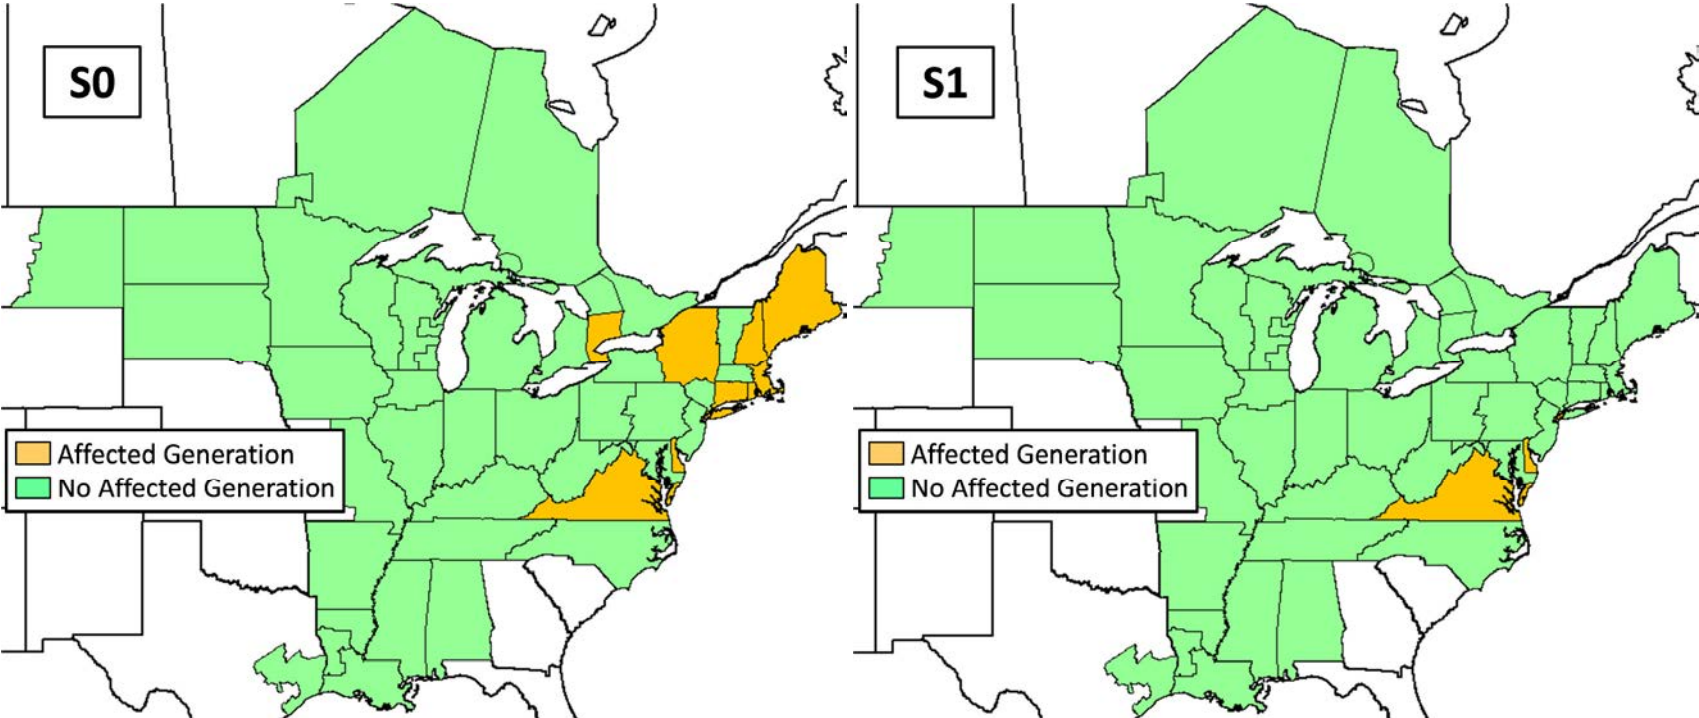 S0
Affected Generation
No Affected Generation
S1
Affected Generation
No Affected Generation